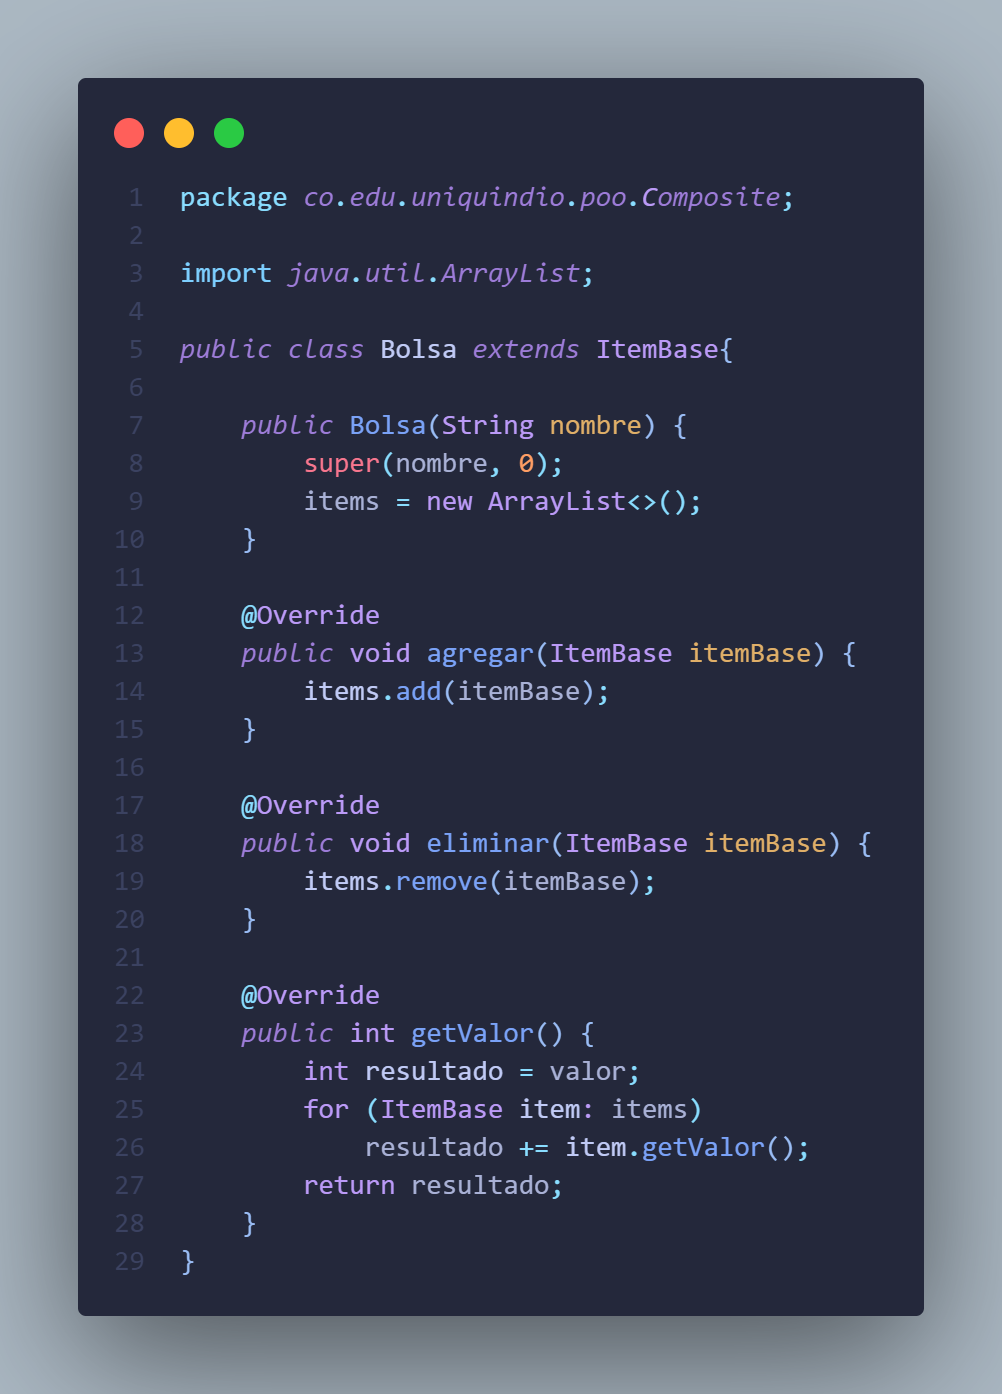 1 package co.edu.uniquindio.poo.Composite;
2
3 import java.util.ArrayList;
4
5 public class Bolsa extends ItemBase{
6
7     public Bolsa(String nombre) {
8         super(nombre, 0);
9         items = new ArrayList<>();
10     }
11
12     @Override
13     public void agregar(ItemBase itemBase) {
14         items.add(itemBase);
15     }
16
17     @Override
18     public void eliminar(ItemBase itemBase) {
19         items.remove(itemBase);
20     }
21
22     @Override
23     public int getValor() {
24         int resultado = valor;
25         for (ItemBase item: items)
26             resultado += item.getValor();
27         return resultado;
28     }
29 }